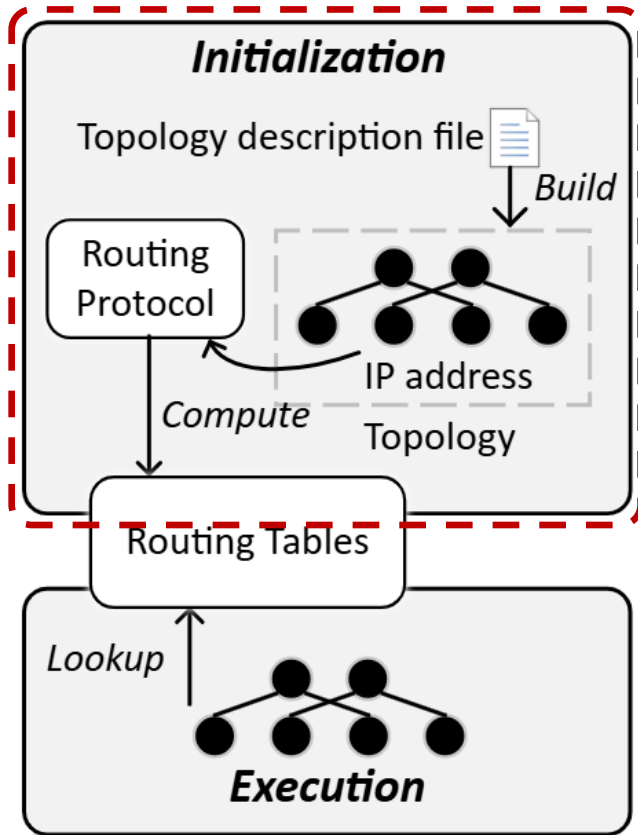 Initialization
Topology description file
Build
Routing
Protocol
IP address
Compute
Topology
Routing Tables
Lookup
Execution